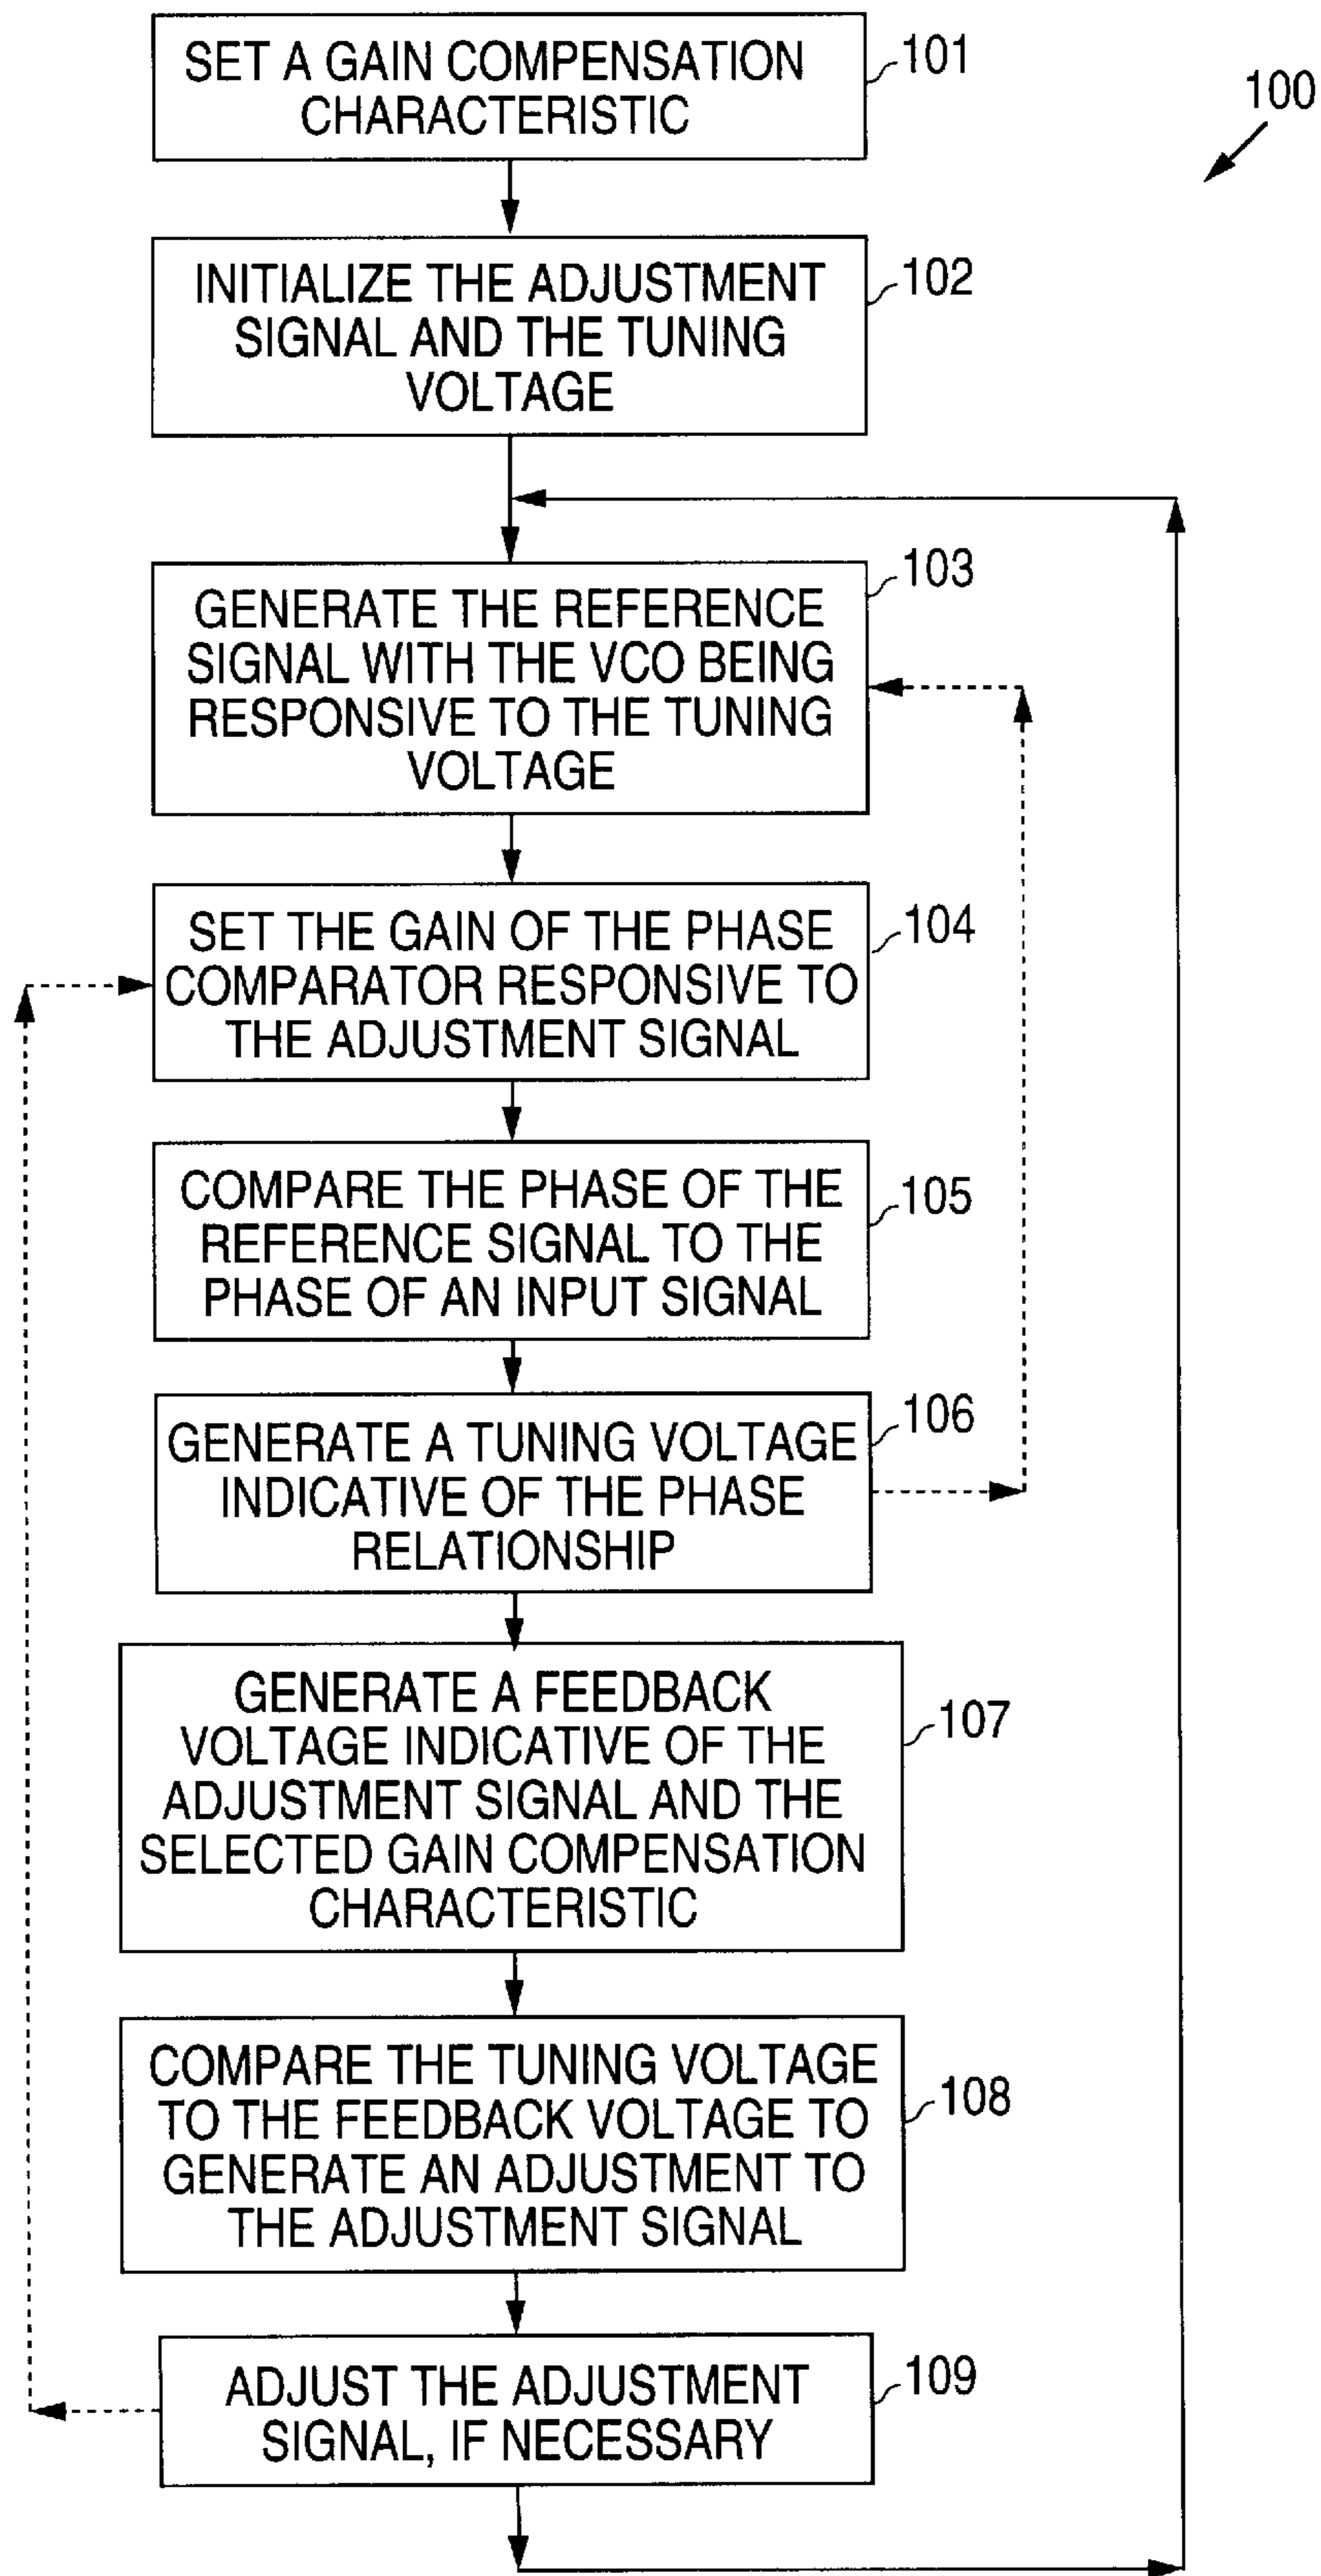 SET A GAIN COMPENSATION
CHARACTERISTIC
101
100
INITIALIZE THE ADJUSTMENT
SIGNAL AND THE TUNING
VOLTAGE
102
GENERATE THE REFERENCE
SIGNAL WITH THE VCO BEING
RESPONSIVE TO THE TUNING
VOLTAGE
103
SET THE GAIN OF THE PHASE
COMPARATOR RESPONSIVE TO
THE ADJUSTMENT SIGNAL
104
COMPARE THE PHASE OF THE
REFERENCE SIGNAL TO THE
PHASE OF AN INPUT SIGNAL
105
GENERATE A TUNING VOLTAGE
INDICATIVE OF THE PHASE
RELATIONSHIP
106
GENERATE A FEEDBACK
VOLTAGE INDICATIVE OF THE
ADJUSTMENT SIGNAL AND THE
SELECTED GAIN COMPENSATION
CHARACTERISTIC
107
COMPARE THE TUNING VOLTAGE
TO THE FEEDBACK VOLTAGE TO
GENERATE AN ADJUSTMENT TO
THE ADJUSTMENT SIGNAL
108
ADJUST THE ADJUSTMENT
SIGNAL, IF NECESSARY
109